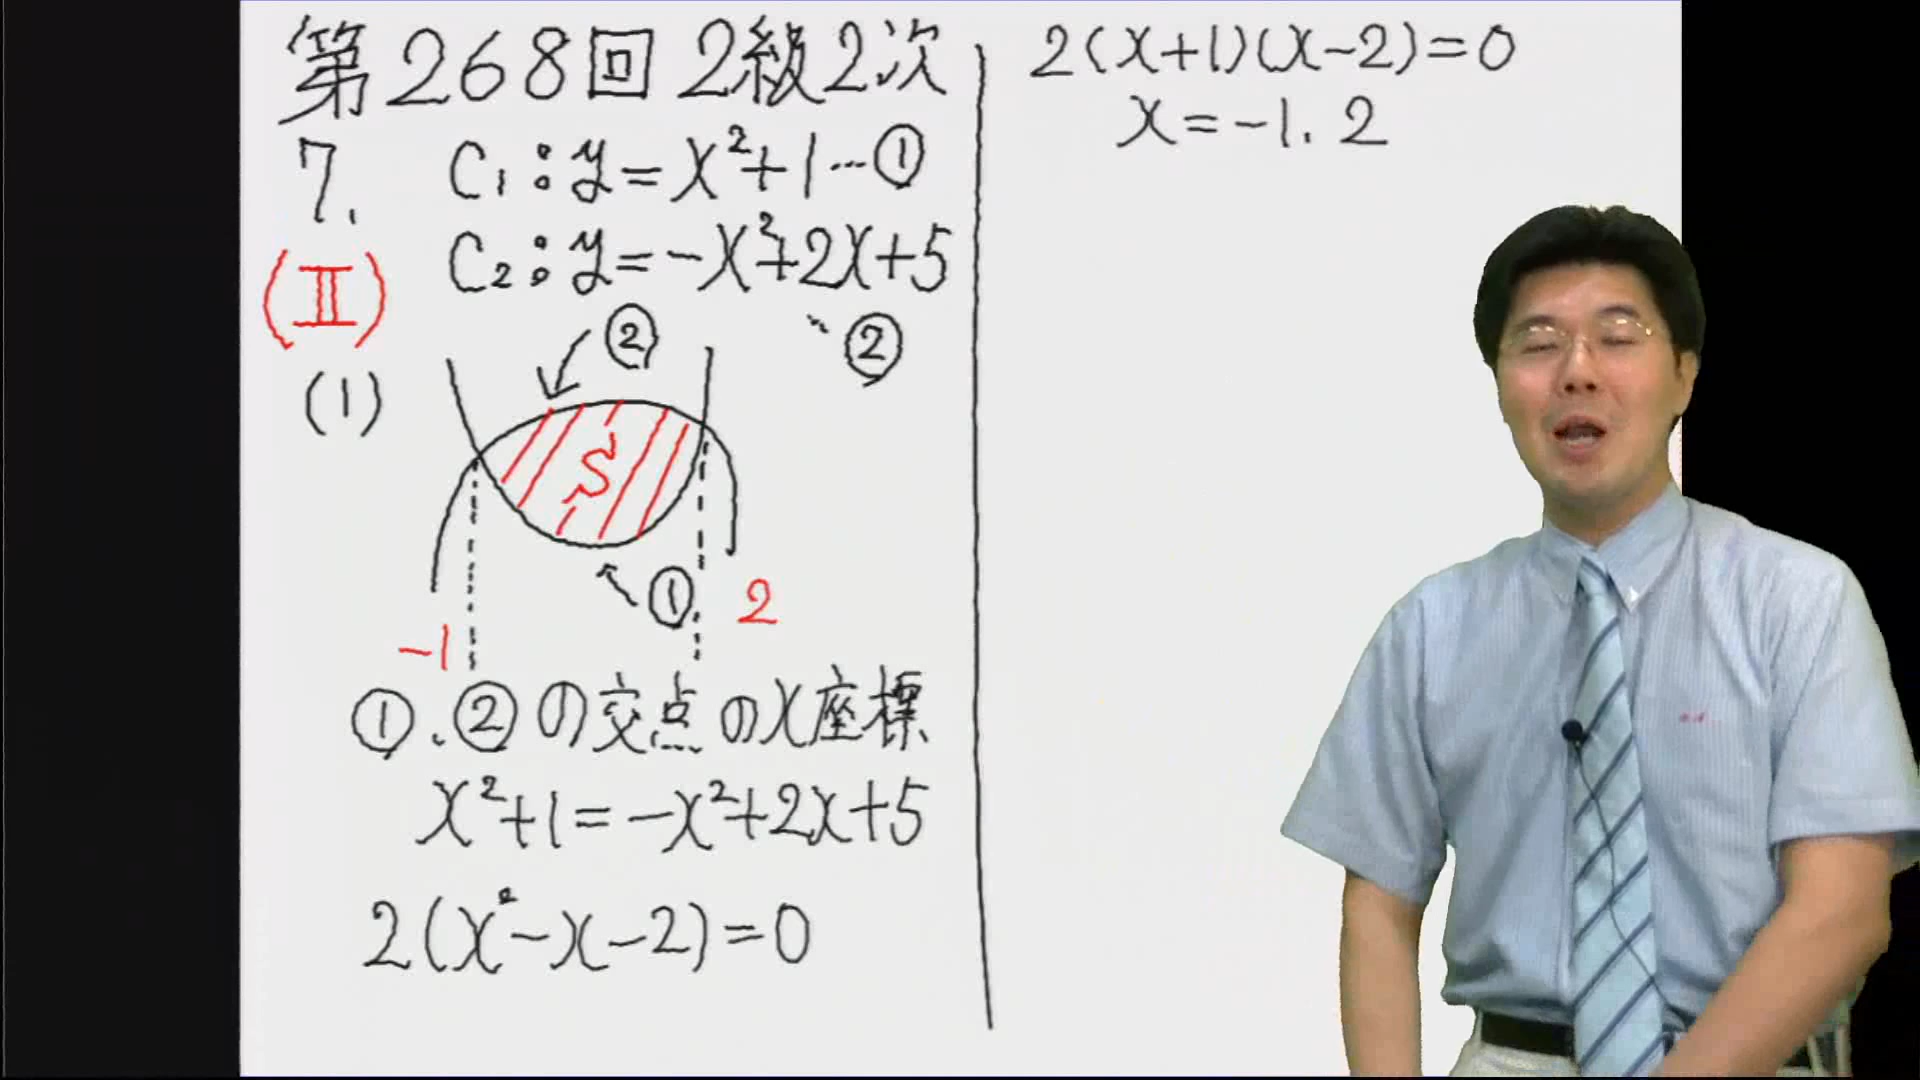 第268回 2級2次
7. C₁:y=x²+1…①
C₂:y=-x²+2x+5
(Ⅱ)
…②
②
(1)
S
①
-1 2
①.②の交点のx座標
x²+1=-x²+2x+5
2(x²-x-2)=0
2(x+1)(x-2)=0
x=-1.2